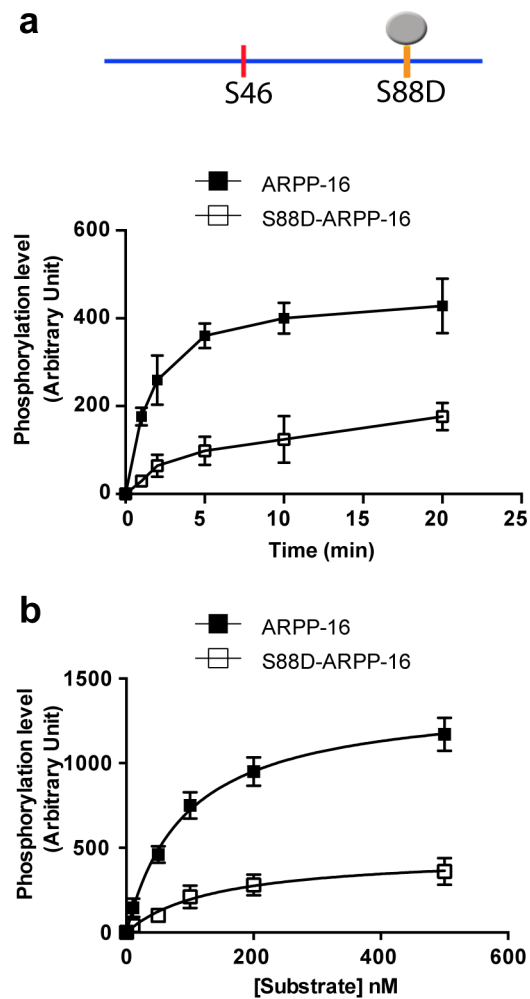 a
S46 S88D
ARPP-16
S88D-ARPP-16
Phosphorylation level
(Arbitrary Unit)
600
400
200
0
0 5 10 15 20 25
Time (min)
b
ARPP-16
S88D-ARPP-16
Phosphorylation level
(Arbitrary Unit)
1500
1000
500
0
0 200 400 600
[Substrate] nM